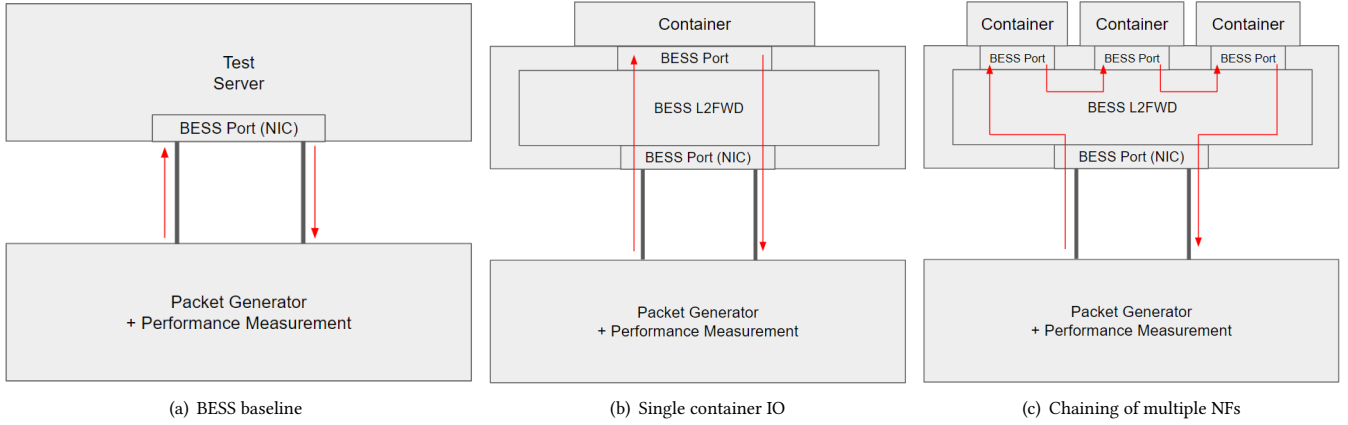 Test
Server
BESS Port (NIC)
Packet Generator
+ Performance Measurement
(a) BESS baseline
Container
BESS Port
BESS L2FWD
BESS Port (NIC)
Packet Generator
+ Performance Measurement
(b) Single container IO
Container Container Container
BESS Port BESS Port BESS Port
BESS L2FWD
BESS Port (NIC)
Packet Generator
+ Performance Measurement
(c) Chaining of multiple NFs